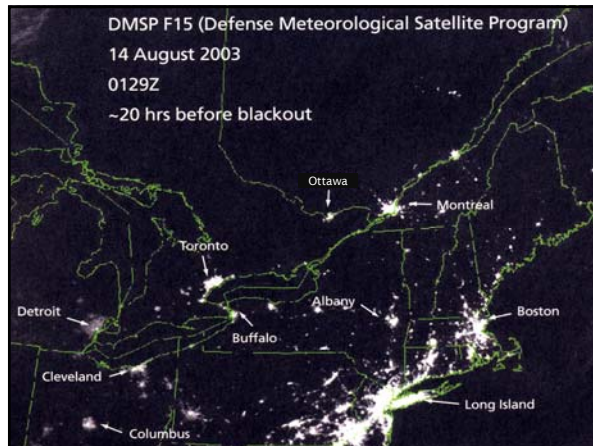 DMSP F15 (Defense Meteorological Satellite Program)
14 August 2003
0129Z
~20 hrs before blackout
Ottawa
Montreal
Toronto
Detroit
Albany
Boston
Buffalo
Cleveland
Long Island
Columbus